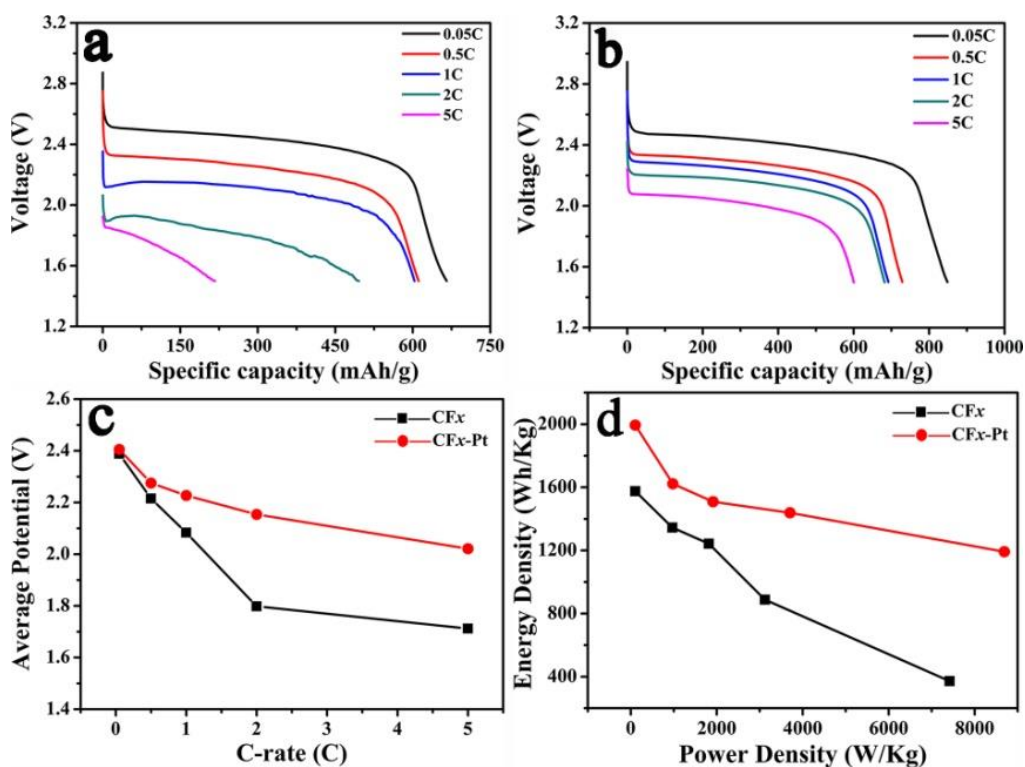 a
0.05C
0.5C
1C
2C
5C
3.2
2.8
2.4
2.0
1.6
1.2
Voltage (V)
0 150 300 450 600 750
Specific capacity (mAh/g)
b
0.05C
0.5C
1C
2C
5C
3.2
2.8
2.4
2.0
1.6
1.2
Voltage (V)
0 200 400 600 800 1000
Specific capacity (mAh/g)
c
CFx
CFx-Pt
2.6
2.4
2.2
2.0
1.8
1.6
1.4
Average Potential (V)
0 1 2 3 4 5
C-rate (C)
d
CFx
CFx-Pt
2000
1600
1200
800
400
Energy Density (Wh/Kg)
0 2000 4000 6000 8000
Power Density (W/Kg)